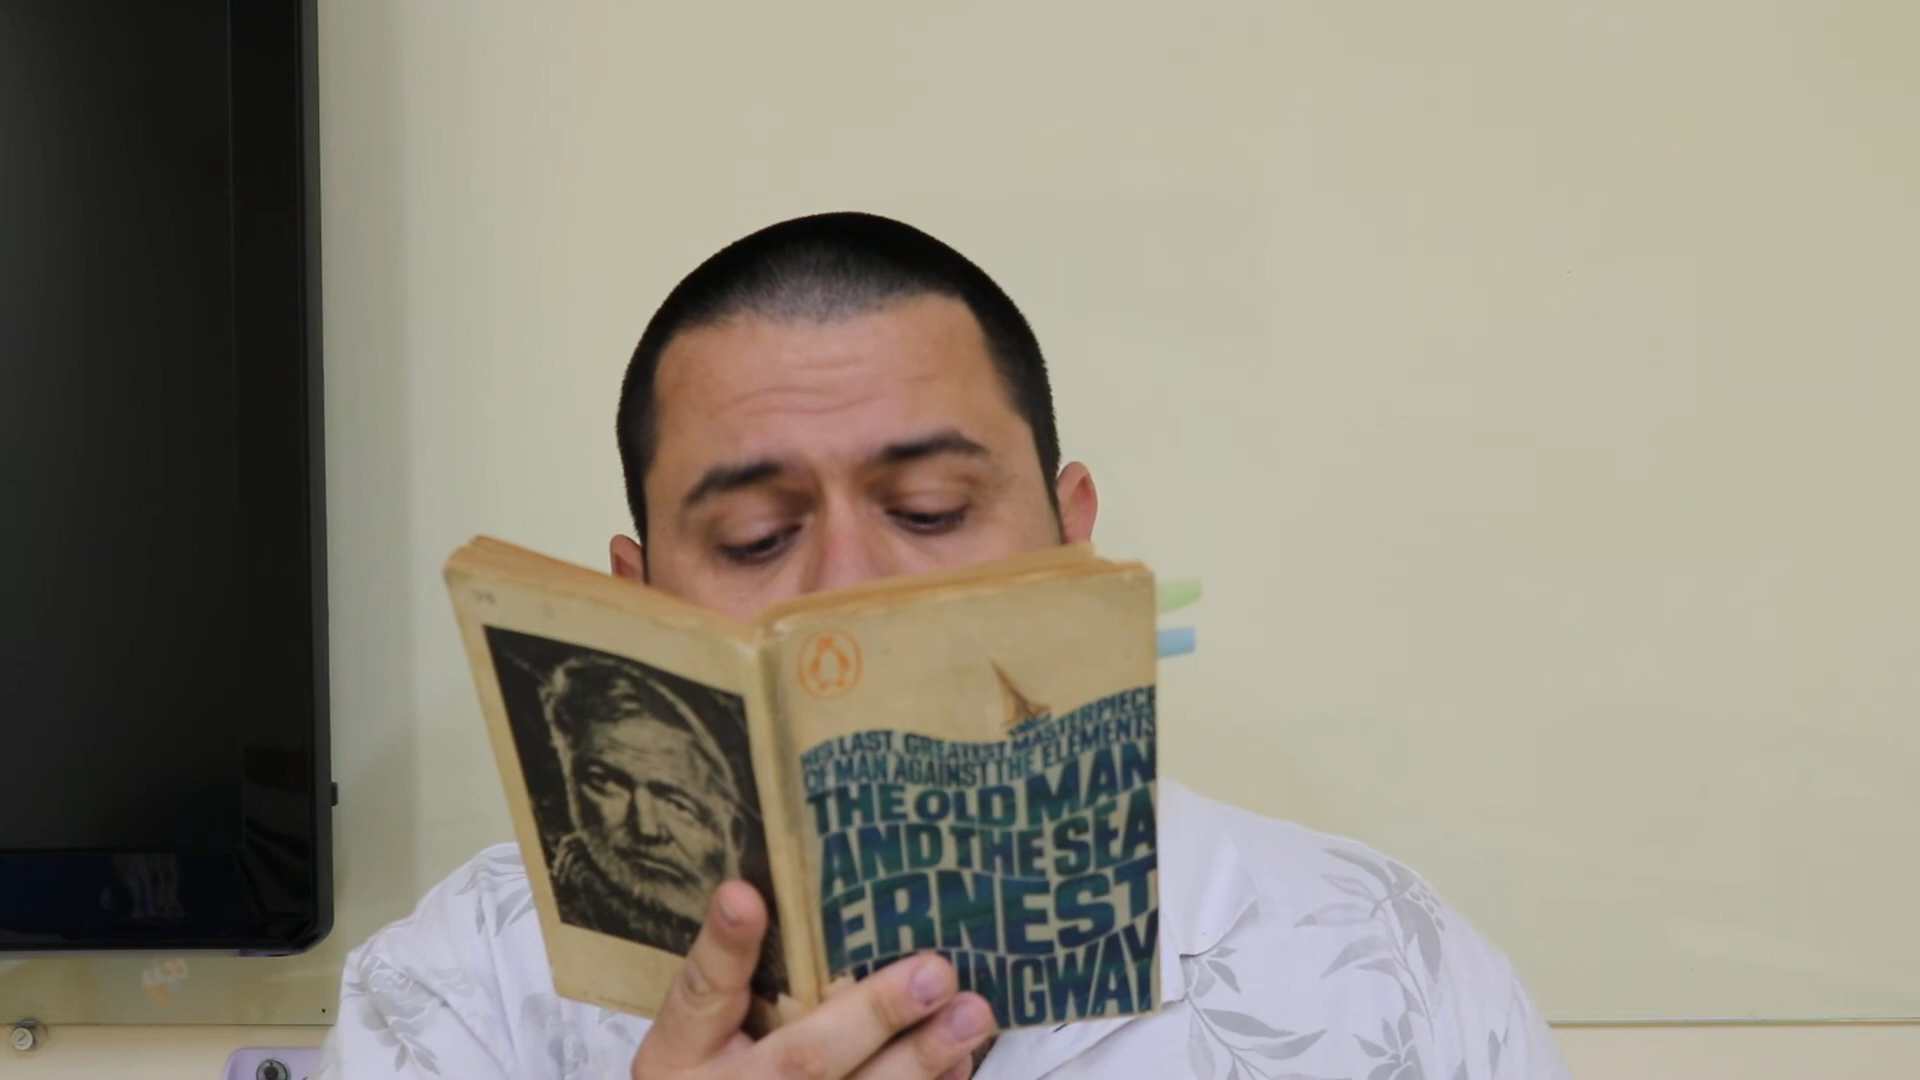 HIS LAST, GREATEST MASTERPIECE
OF MAN AGAINST THE ELEMENTS
THE OLD MAN
AND THE SEA
ERNEST